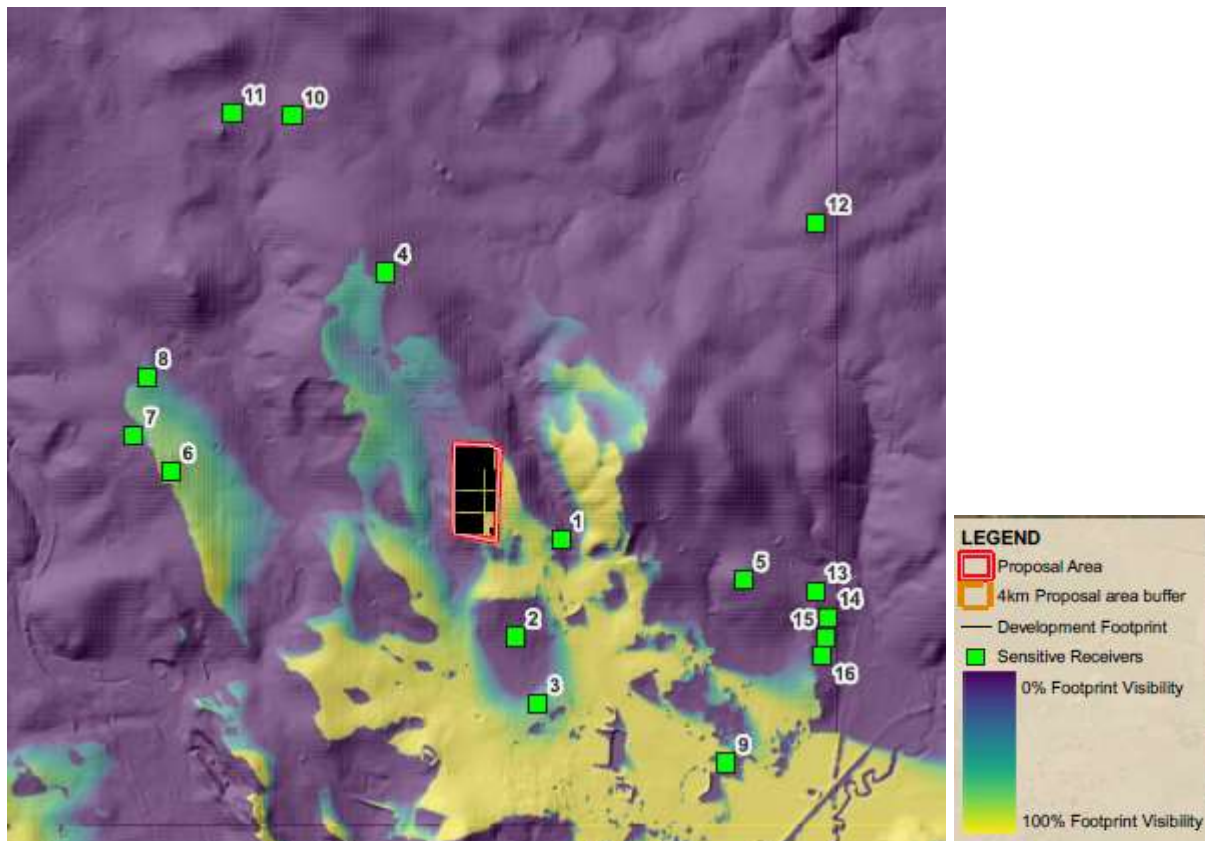 11
10
12
4
8
7
6
1
5
13
14
15
2
16
3
9
LEGEND
Proposal Area
4km Proposal area buffer
Development Footprint
Sensitive Receivers
0% Footprint Visibility
100% Footprint Visibility